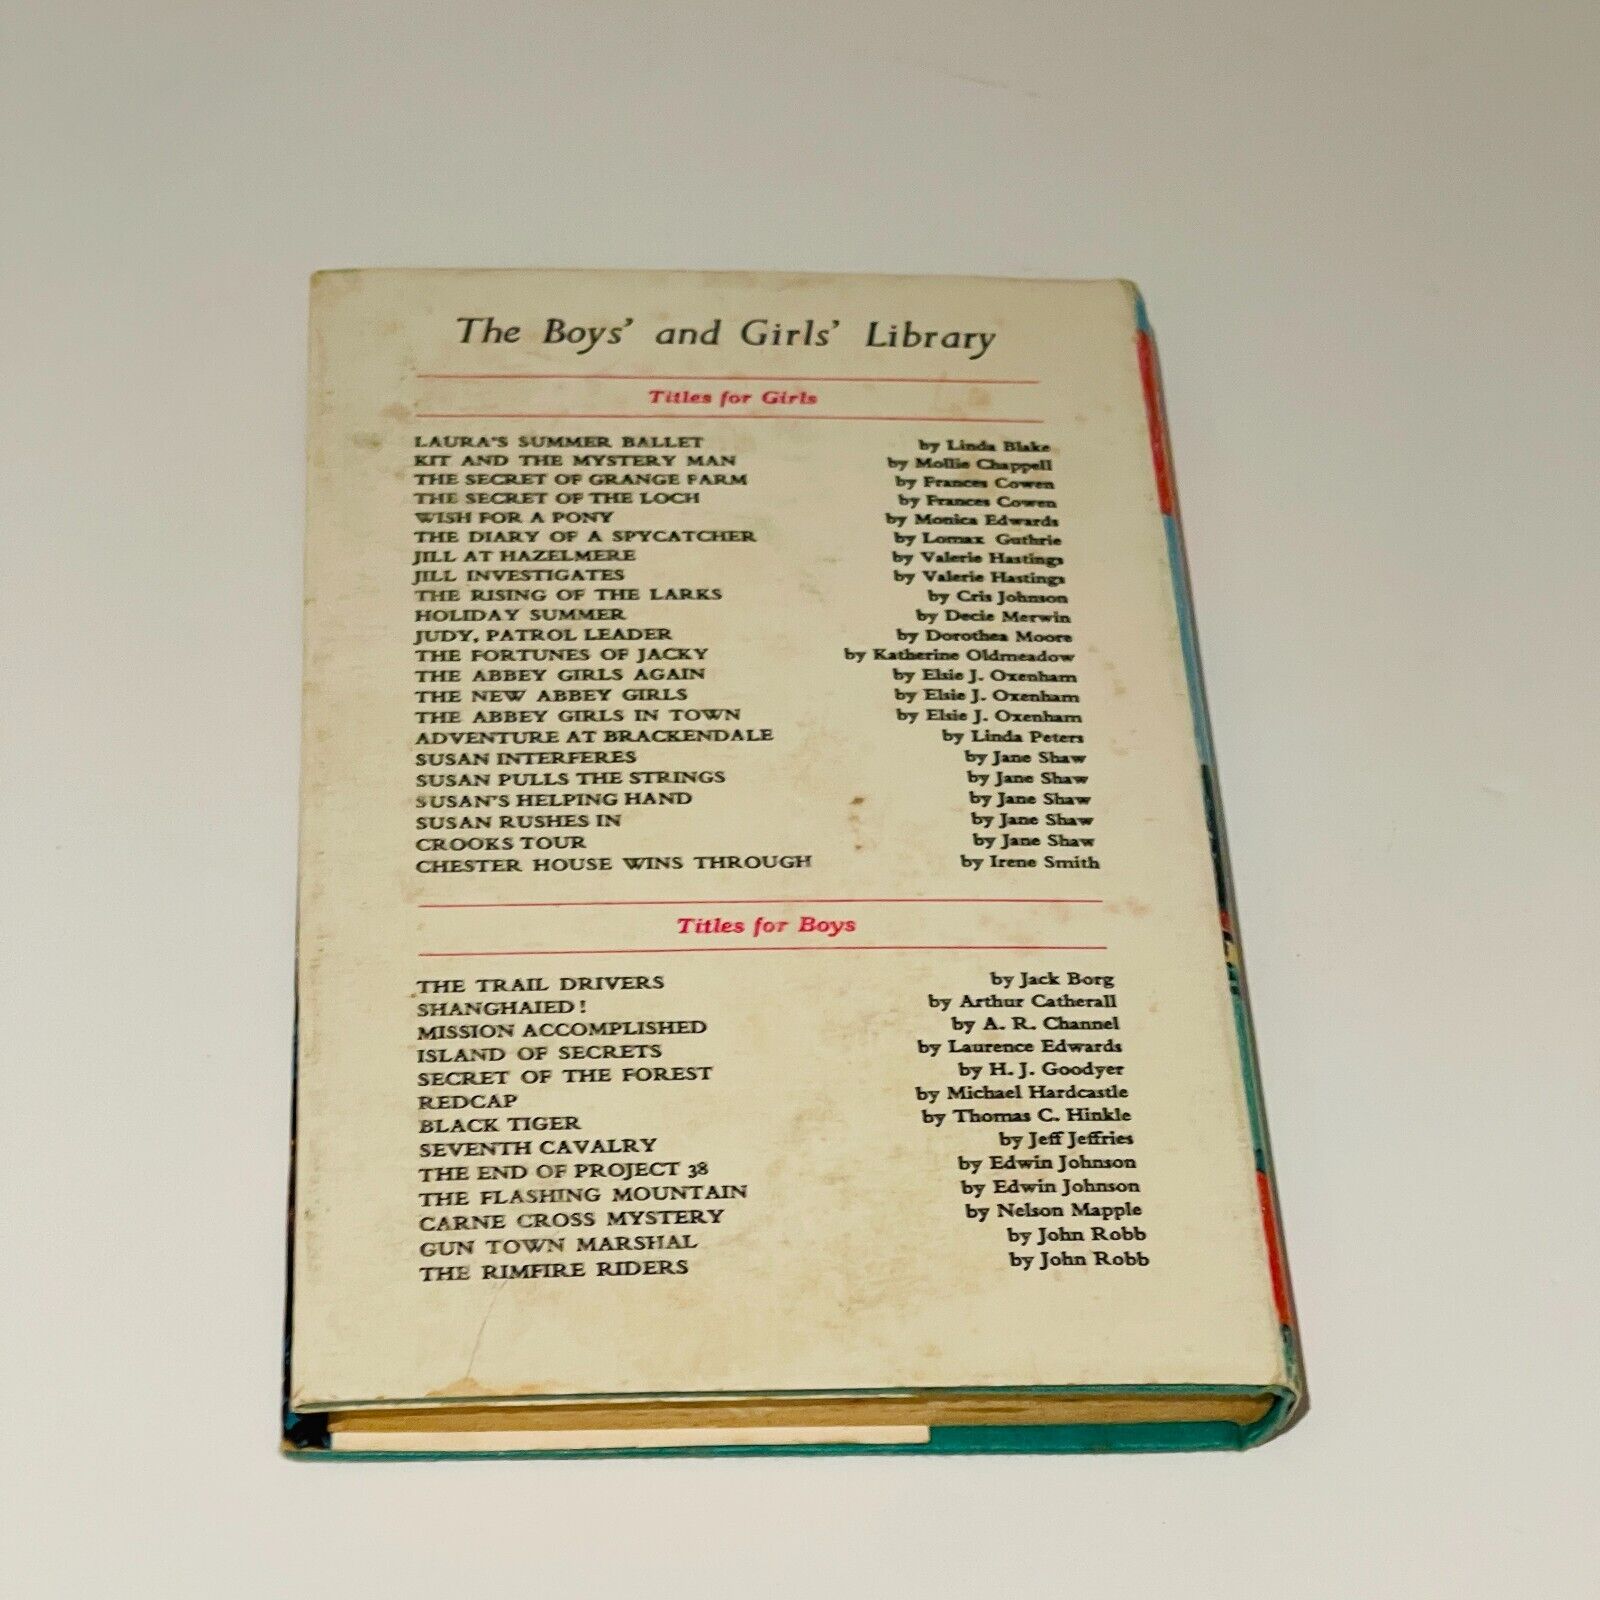 The Boys' and Girls' Library
Titles for Girls
LAURA'S SUMMER BALLET by Linda Blake
KIT AND THE MYSTERY MAN by Mollie Chappell
THE SECRET OF GRANGE FARM by Frances Cowen
THE SECRET OF THE LOCH by Frances Cowen
WISH FOR A PONY by Monica Edwards
THE DIARY OF A SPYCATCHER by Lomax Guthrie
JILL AT HAZELMERE by Valerie Hastings
JILL INVESTIGATES by Valerie Hastings
THE RISING OF THE LARKS by Cris Johnson
HOLIDAY SUMMER by Decie Merwin
JUDY, PATROL LEADER by Dorothea Moore
THE FORTUNES OF JACKY by Katherine Oldmeadow
THE ABBEY GIRLS AGAIN by Elsie J. Oxenham
THE NEW ABBEY GIRLS by Elsie J. Oxenham
THE ABBEY GIRLS IN TOWN by Elsie J. Oxenham
ADVENTURE AT BRACKENDALE by Linda Peters
SUSAN INTERFERES by Jane Shaw
SUSAN PULLS THE STRINGS by Jane Shaw
SUSAN'S HELPING HAND by Jane Shaw
SUSAN RUSHES IN by Jane Shaw
CROOKS TOUR by Jane Shaw
CHESTER HOUSE WINS THROUGH by Irene Smith
Titles for Boys
THE TRAIL DRIVERS by Jack Borg
SHANGHAIED! by Arthur Catherall
MISSION ACCOMPLISHED by A. R. Channel
ISLAND OF SECRETS by Laurence Edwards
SECRET OF THE FOREST by H. J. Goodyer
REDCAP by Michael Hardcastle
BLACK TIGER by Thomas C. Hinkle
SEVENTH CAVALRY by Jeff Jeffries
THE END OF PROJECT 38 by Edwin Johnson
THE FLASHING MOUNTAIN by Edwin Johnson
CARNE CROSS MYSTERY by Nelson Mapple
GUN TOWN MARSHAL by John Robb
THE RIMFIRE RIDERS by John Robb